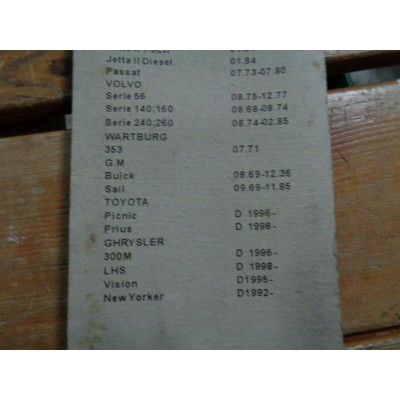 Jetta II Diesel 01.84
Passat 07.73-07.80
VOLVO
Serie 56 08.75-12.77
Serie 140;160 08.68-09.74
Serie 240;260 08.74-02.85
WARTBURG
353 07.71
G.M
Buick 08.69-12.36
Sail 09.69-11.85
TOYOTA
Picnic D 1996-
Prius D 1998-
GHRYSLER
300M D 1996-
LHS D 1998-
Vision D1995-
New Yorker D1992-